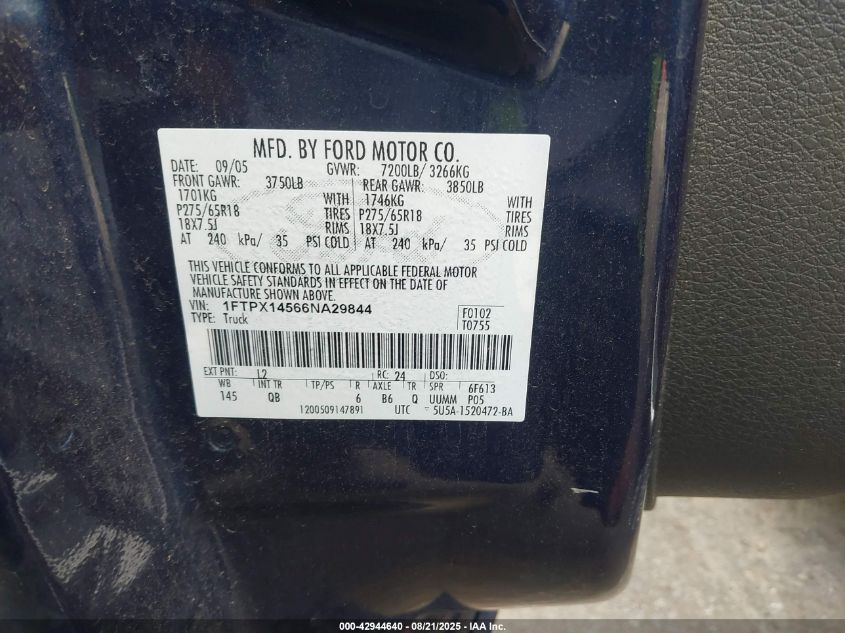 MFD. BY FORD MOTOR CO.
DATE: 09/05 GVWR: 7200LB/ 3266KG
FRONT GAWR: 3750LB REAR GAWR: 3850LB
1701KG WITH 1746KG WITH
P275/65R18 TIRES P275/65R18 TIRES
18X7.5J RIMS 18X7.5J RIMS
AT 240 kPa/ 35 PSI COLD AT 240 kPa/ 35 PSI COLD
THIS VEHICLE CONFORMS TO ALL APPLICABLE FEDERAL MOTOR
VEHICLE SAFETY STANDARDS IN EFFECT ON THE DATE OF
MANUFACTURE SHOWN ABOVE.
VIN: 1FTPX14566NA29844 F0102
TYPE: Truck T0755
EXT PNT: L2 RC: 24 DSO:
WB INT TR TP/PS R AXLE TR SPR 6F613
145 QB 6 B6 Q UUMM P05
1200509147891 UTC 5U5A-1520472-BA
000-42944640 - 08/21/2025 - IAA Inc.